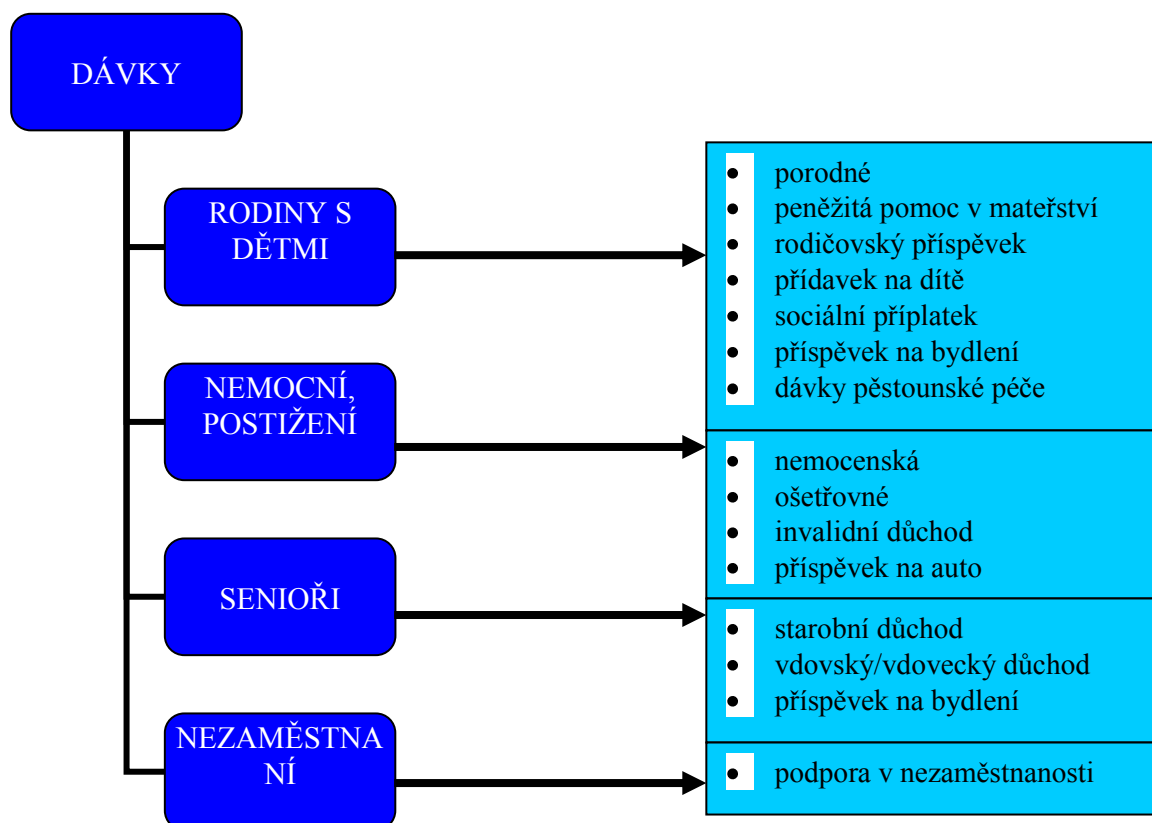 DÁVKY
RODINY S
DĚTMI
• porodné
• peněžitá pomoc v mateřství
• rodičovský příspěvek
• přídavek na dítě
• sociální příplatek
• příspěvek na bydlení
• dávky pěstounské péče
NEMOCNÍ,
POSTIŽENÍ
• nemocenská
• ošetřovné
• invalidní důchod
• příspěvek na auto
SENIOŘI
• starobní důchod
• vdovský/vdovecký důchod
• příspěvek na bydlení
NEZAMĚSTNA
NÍ
• podpora v nezaměstnanosti